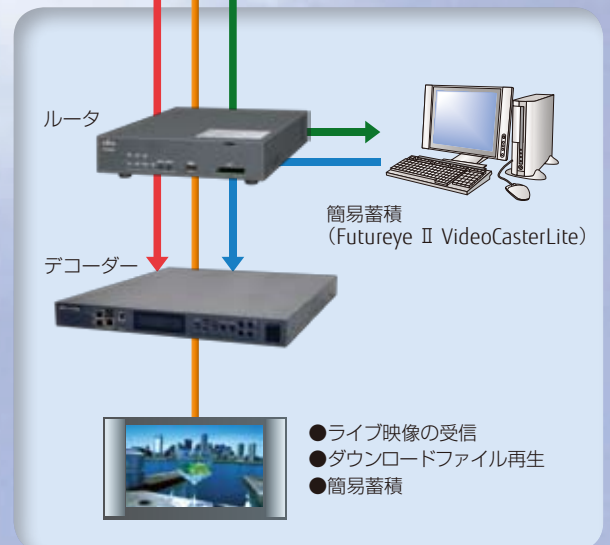 ルータ
簡易蓄積
（Futureye Ⅱ VideoCasterLite）
デコーダー
●ライブ映像の受信
●ダウンロードファイル再生
●簡易蓄積